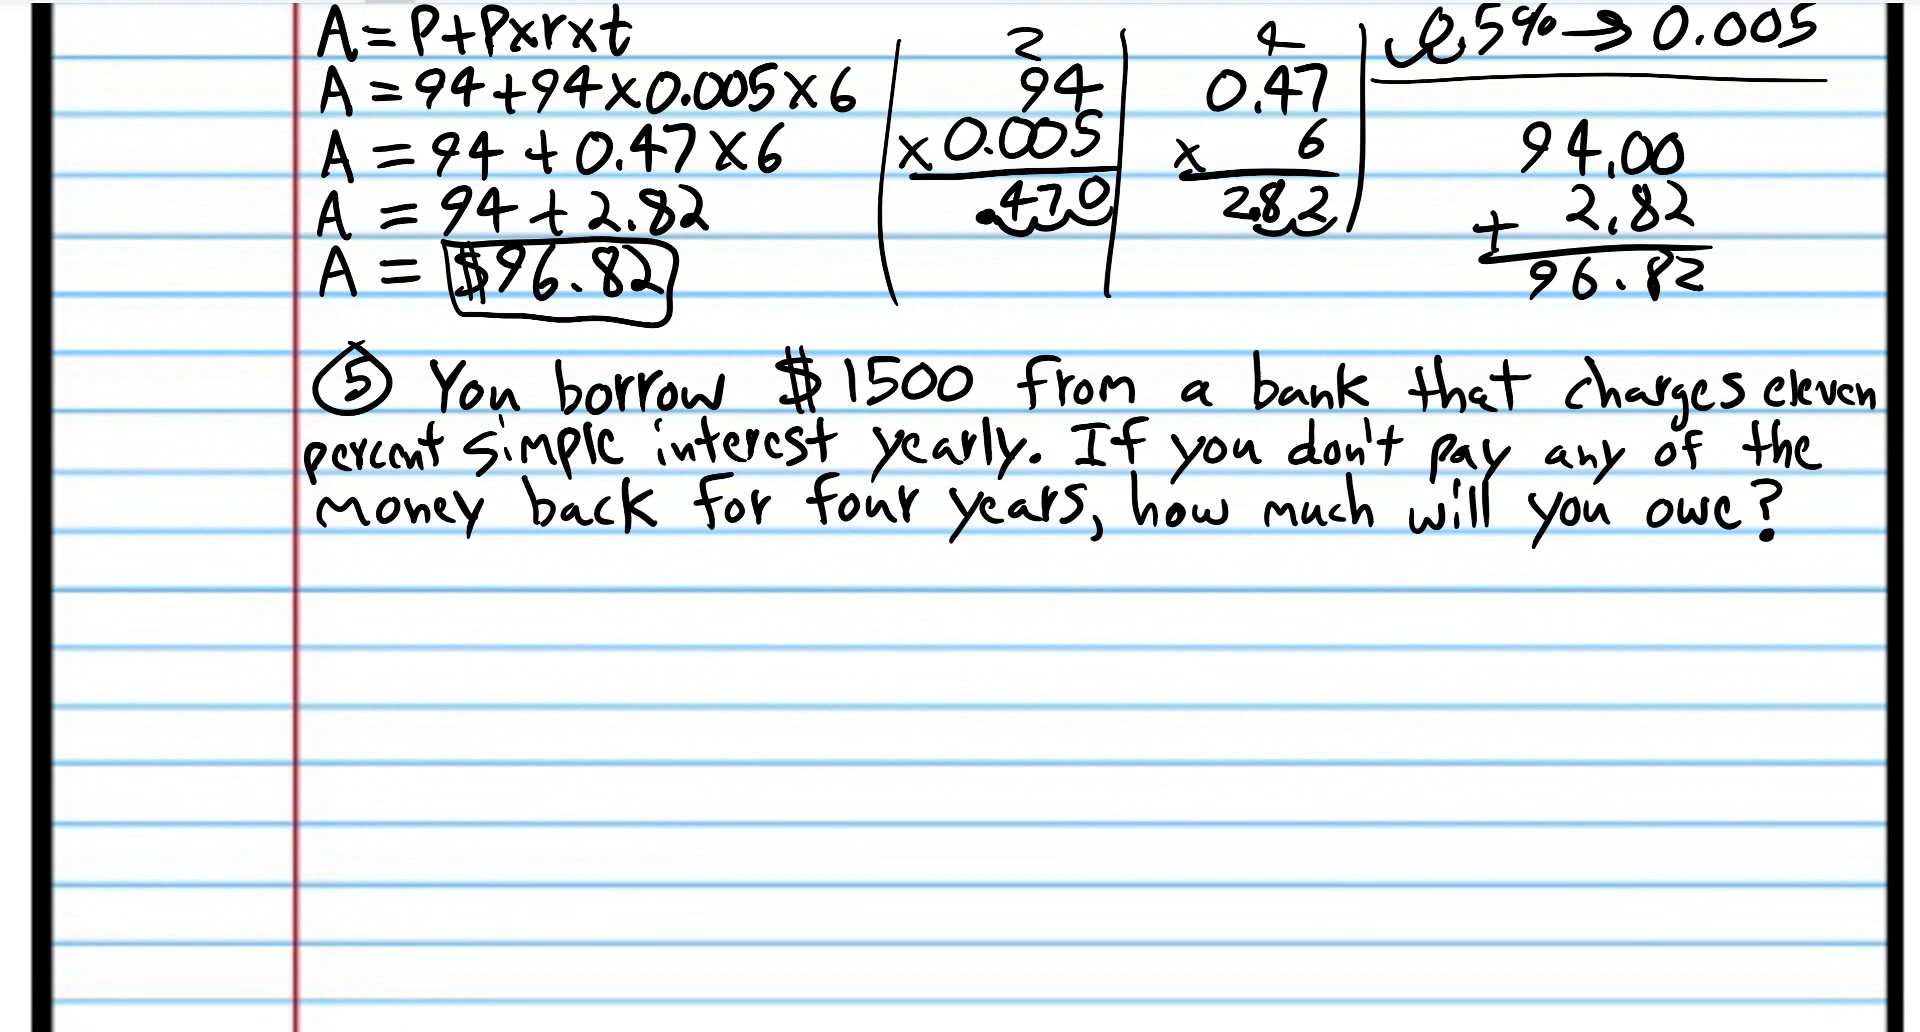 A = P+P×r×t
A = 94+94×0.005×6
A = 94 + 0.47×6
A = 94 + 2.82
A = $96.82
2
94
× 0.005
.470
4
0.47
× 6
2.82
0.5% → 0.005
94.00
+ 2.82
96.82
⑤ You borrow $1500 from a bank that charges eleven
percent simple interest yearly. If you don't pay any of the
money back for four years, how much will you owe?